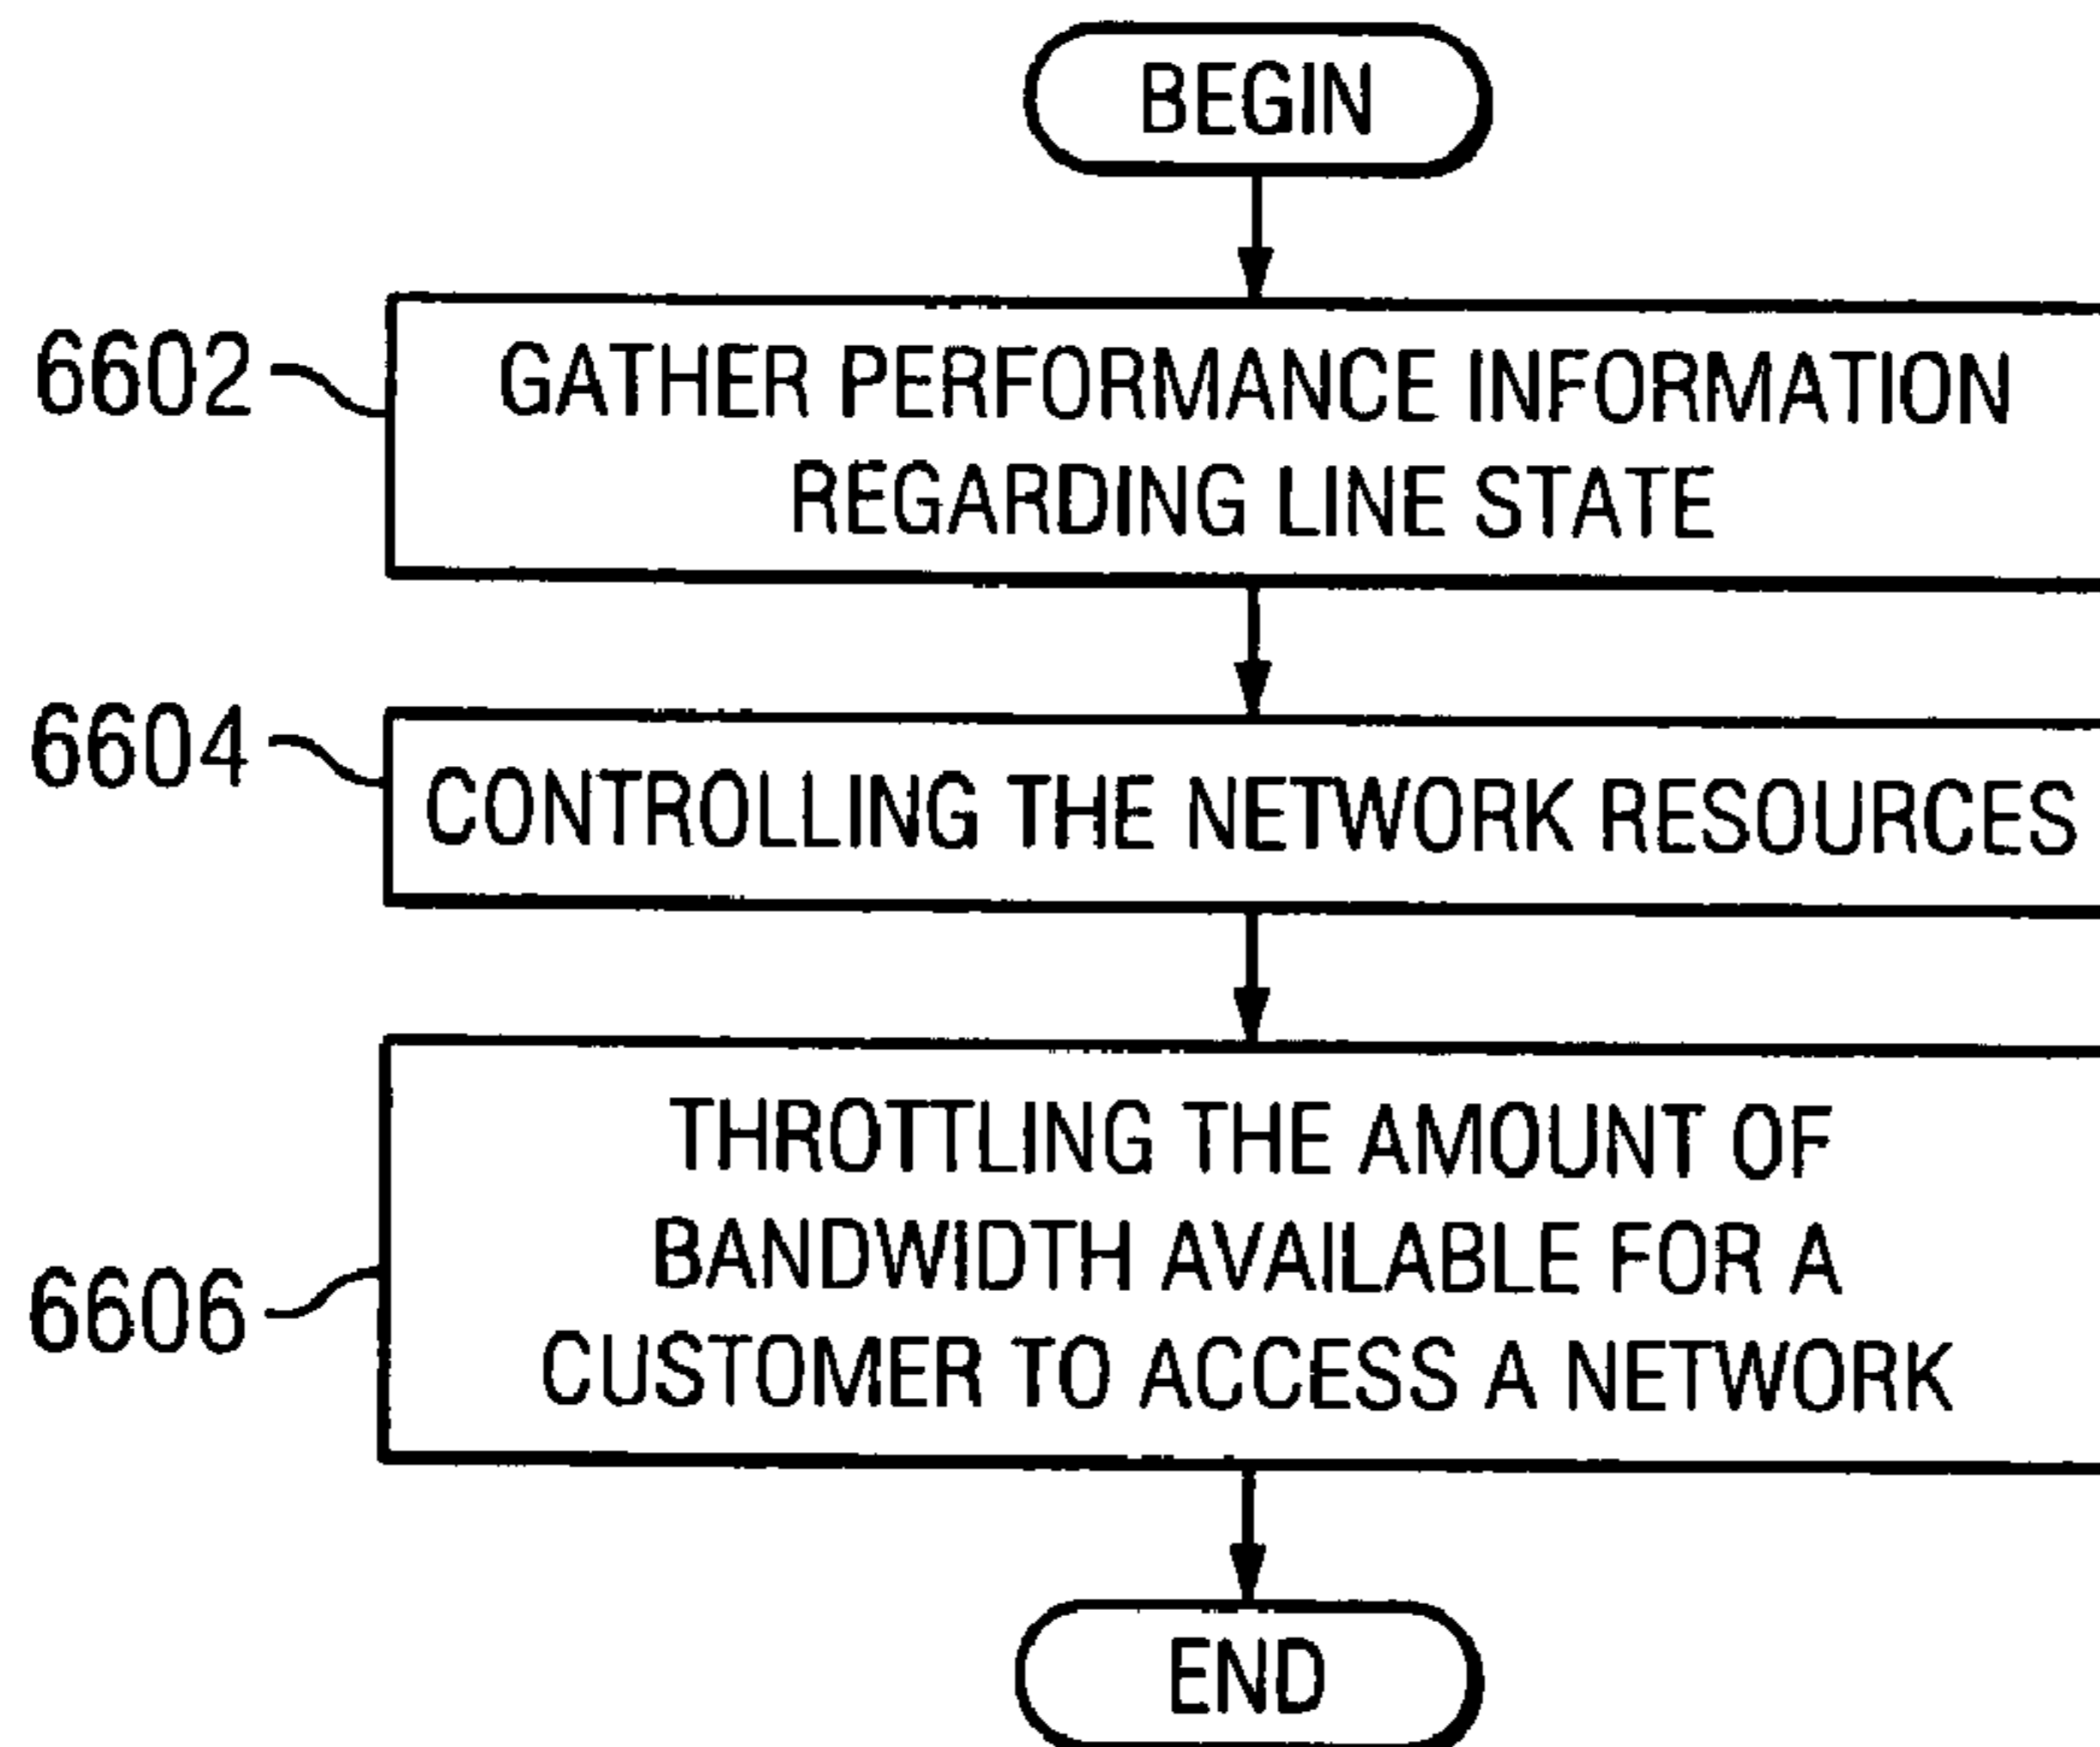 BEGIN
6602
GATHER PERFORMANCE INFORMATION
REGARDING LINE STATE
6604
CONTROLLING THE NETWORK RESOURCES
6606
THROTTLING THE AMOUNT OF
BANDWIDTH AVAILABLE FOR A
CUSTOMER TO ACCESS A NETWORK
END